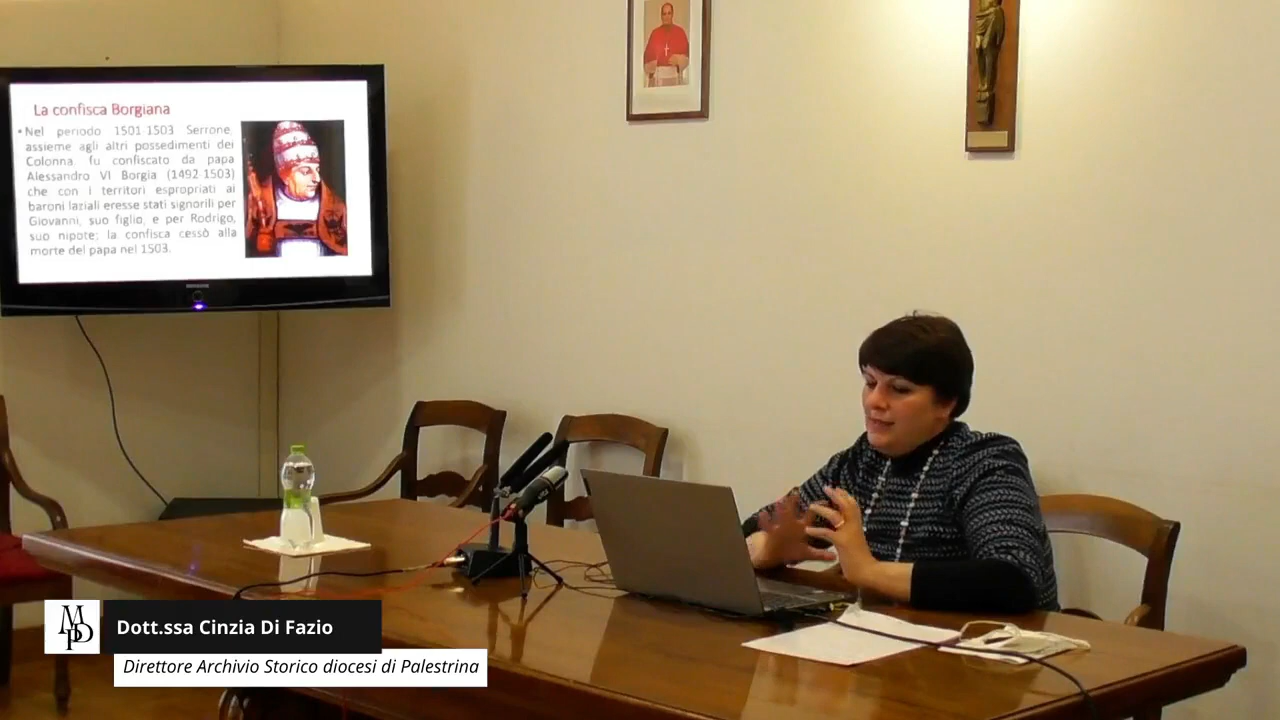 La confisca Borgiana
• Nel periodo 1501-1503 Serrone,
assieme agli altri possedimenti dei
Colonna, fu confiscato da papa
Alessandro VI Borgia (1492-1503)
che con i territori espropriati ai
baroni laziali eresse stati signorili per
Giovanni, suo figlio, e per Rodrigo,
suo nipote; la confisca cessò alla
morte del papa nel 1503.
SAMSUNG
MPD
Dott.ssa Cinzia Di Fazio
Direttore Archivio Storico diocesi di Palestrina